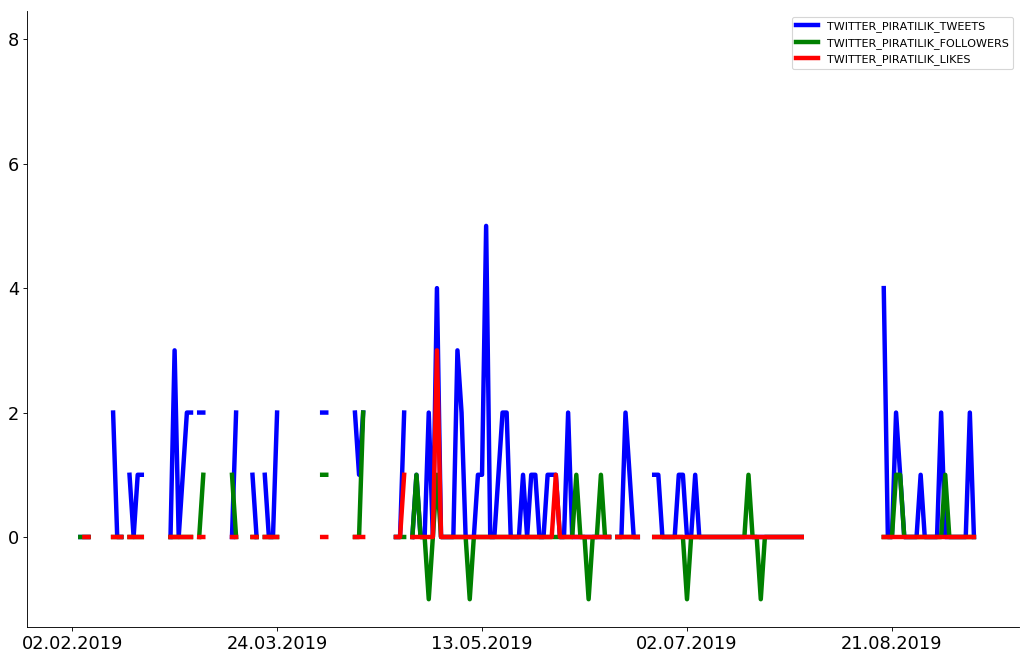 TWITTER_PIRATILIK_TWEETS
TWITTER_PIRATILIK_FOLLOWERS
TWITTER_PIRATILIK_LIKES
8
6
4
2
0
02.02.2019 24.03.2019 13.05.2019 02.07.2019 21.08.2019